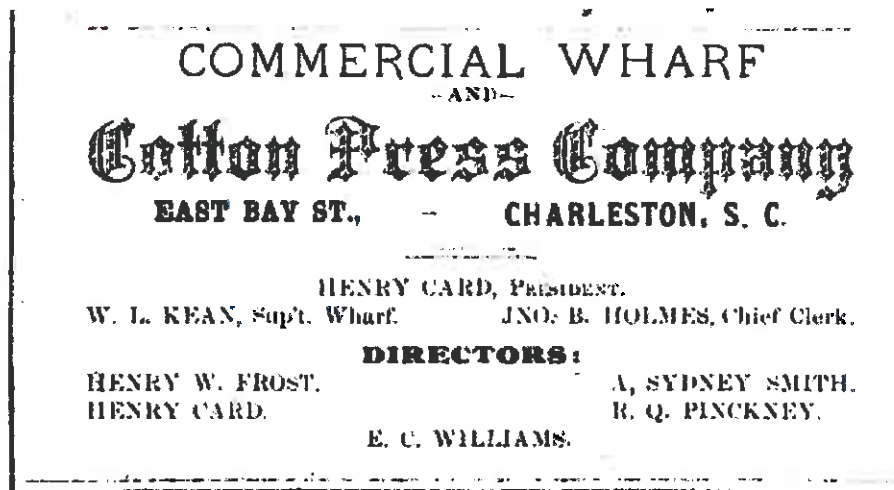 COMMERCIAL WHARF
-AND-
Cotton Press Company
EAST BAY ST., - CHARLESTON, S. C.
HENRY CARD, PRESIDENT.
W. L. KEAN, Sup't. Wharf. JNO: B. HOLMES, Chief Clerk.
DIRECTORS:
HENRY W. FROST. A, SYDNEY SMITH.
HENRY CARD. R. Q. PINCKNEY.
E. C. WILLIAMS.